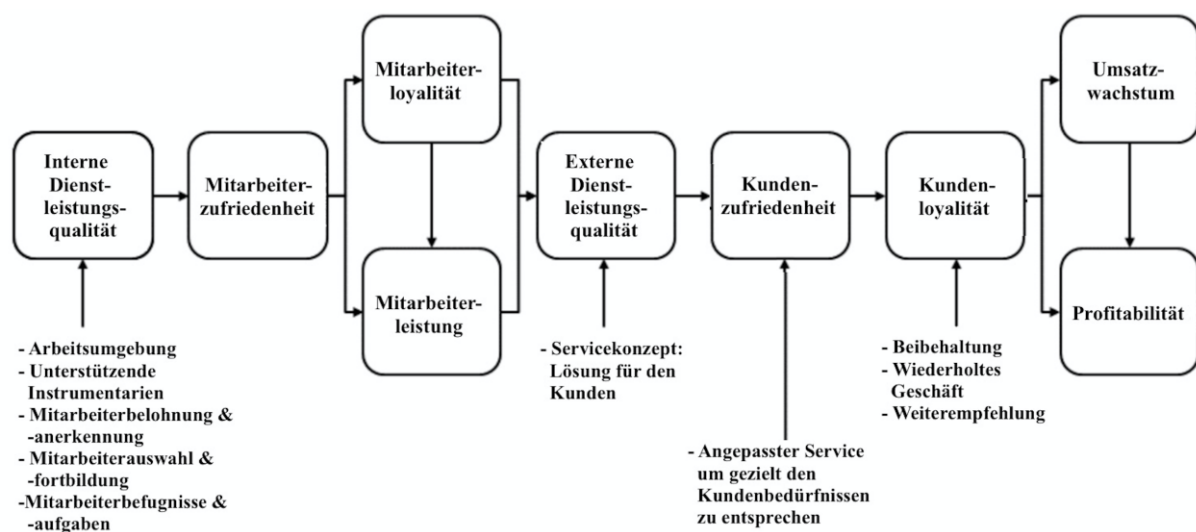 Interne
Dienst-
leistungs-
qualität
Mitarbeiter-
zufriedenheit
Mitarbeiter-
loyalität
Mitarbeiter-
leistung
Externe
Dienst-
leistungs-
qualität
Kunden-
zufriedenheit
Kunden-
loyalität
Umsatz-
wachstum
Profitabilität
- Arbeitsumgebung
- Unterstützende
Instrumentarien
- Mitarbeiterbelohnung &
-anerkennung
- Mitarbeiterauswahl &
-fortbildung
-Mitarbeiterbefugnisse &
-aufgaben
- Servicekonzept:
Lösung für den
Kunden
- Angepasster Service
um gezielt den
Kundenbedürfnissen
zu entsprechen
- Beibehaltung
- Wiederholtes
Geschäft
- Weiterempfehlung